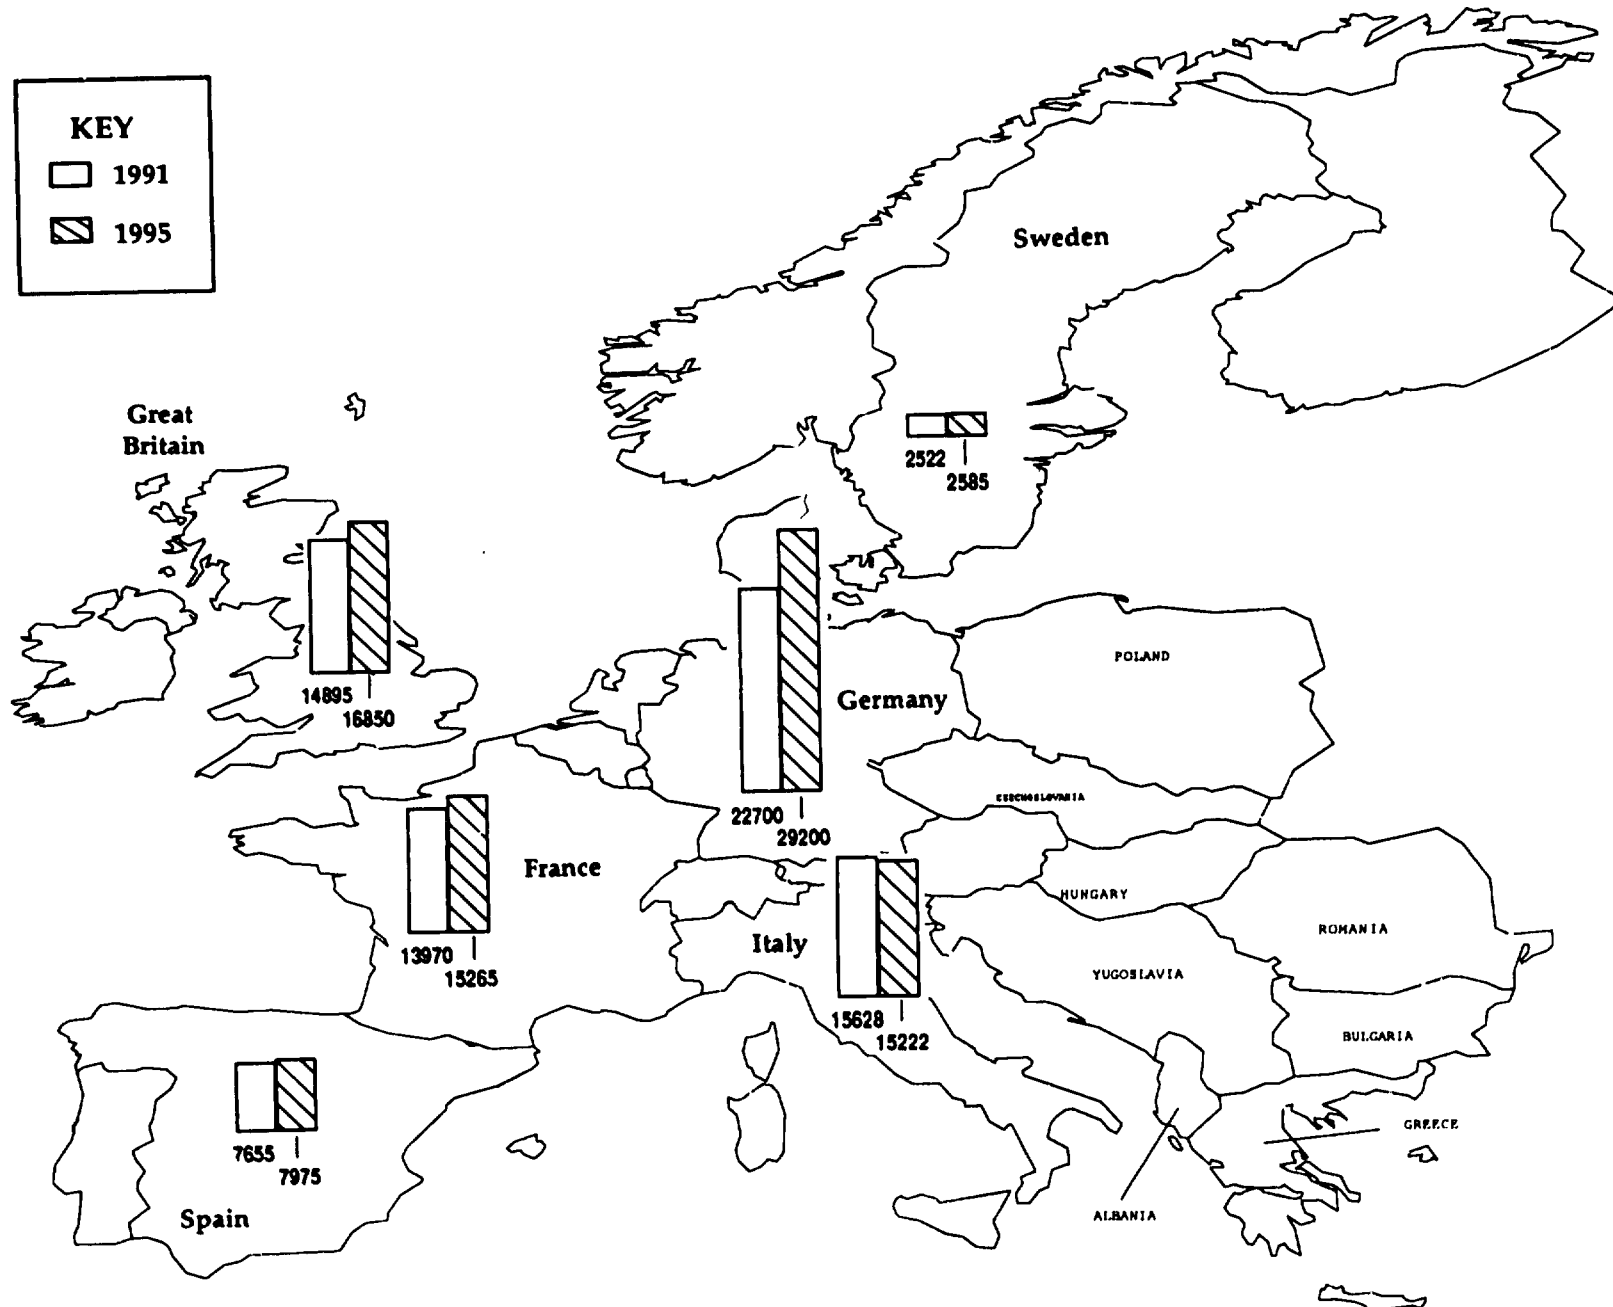 KEY
1991
1995
Sweden
2522
2585
Great
Britain
14895
16850
POLAND
Germany
22700
29200
CZECHOSLOVAKIA
France
13970
15265
HUNGARY
ROMANIA
Italy
15628
15222
YUGOSLAVIA
BULGARIA
7655
7975
GREECE
Spain
ALBANIA